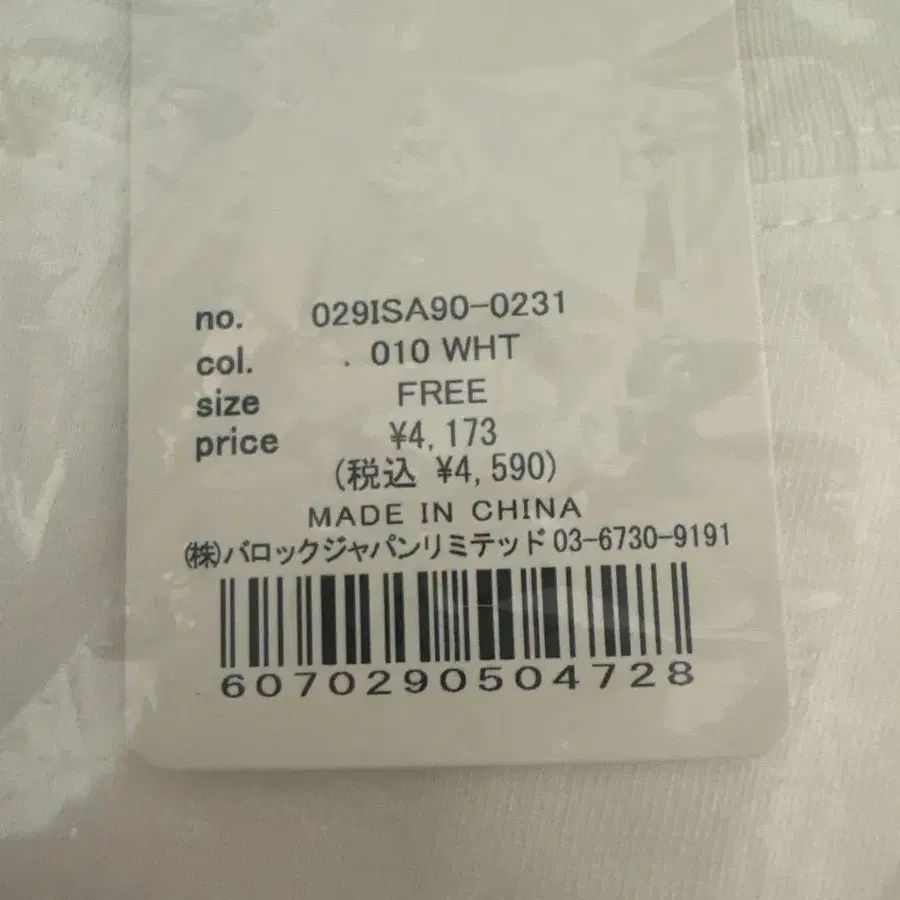 no. 029ISA90-0231
col. . 010 WHT
size FREE
price ¥4,173
(税込 ¥4,590)
MADE IN CHINA
㈱バロックジャパンリミテッド 03-6730-9191
6070290504728